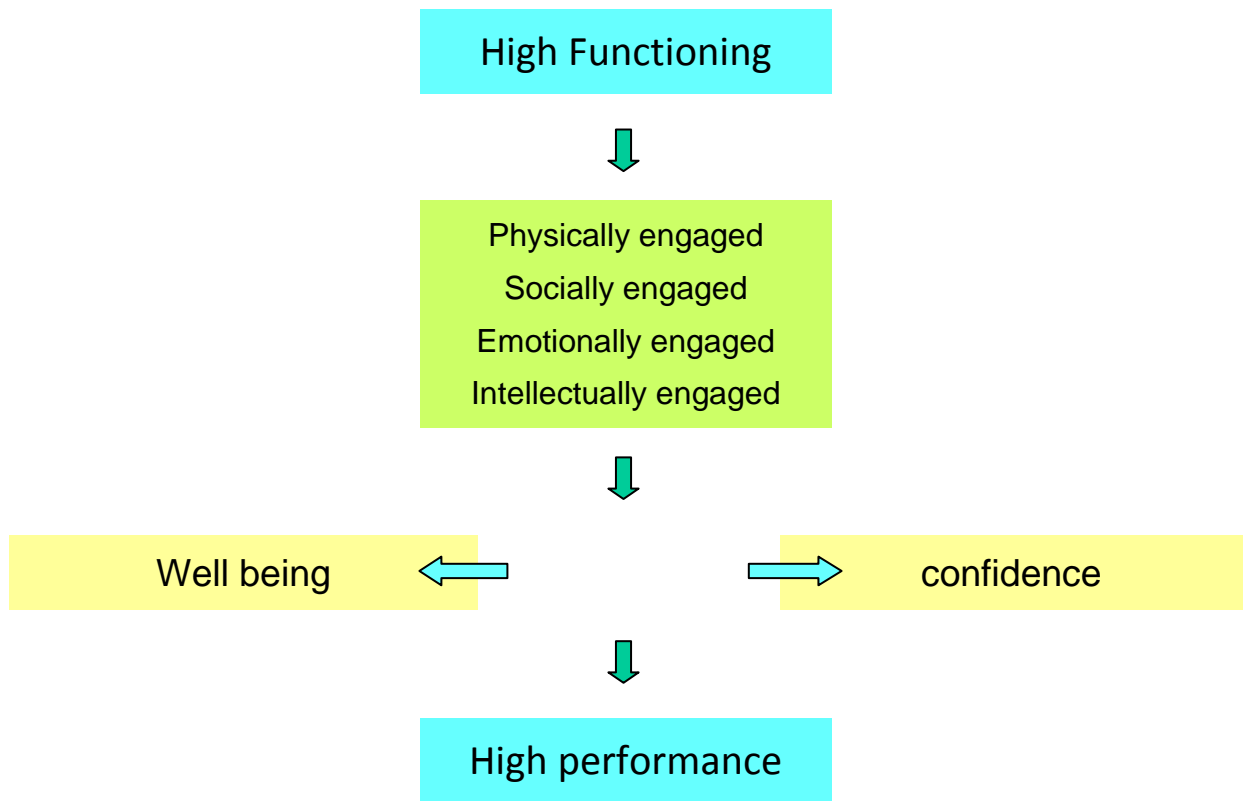 High Functioning
Physically engaged
Socially engaged
Emotionally engaged
Intellectually engaged
Well being
confidence
High performance